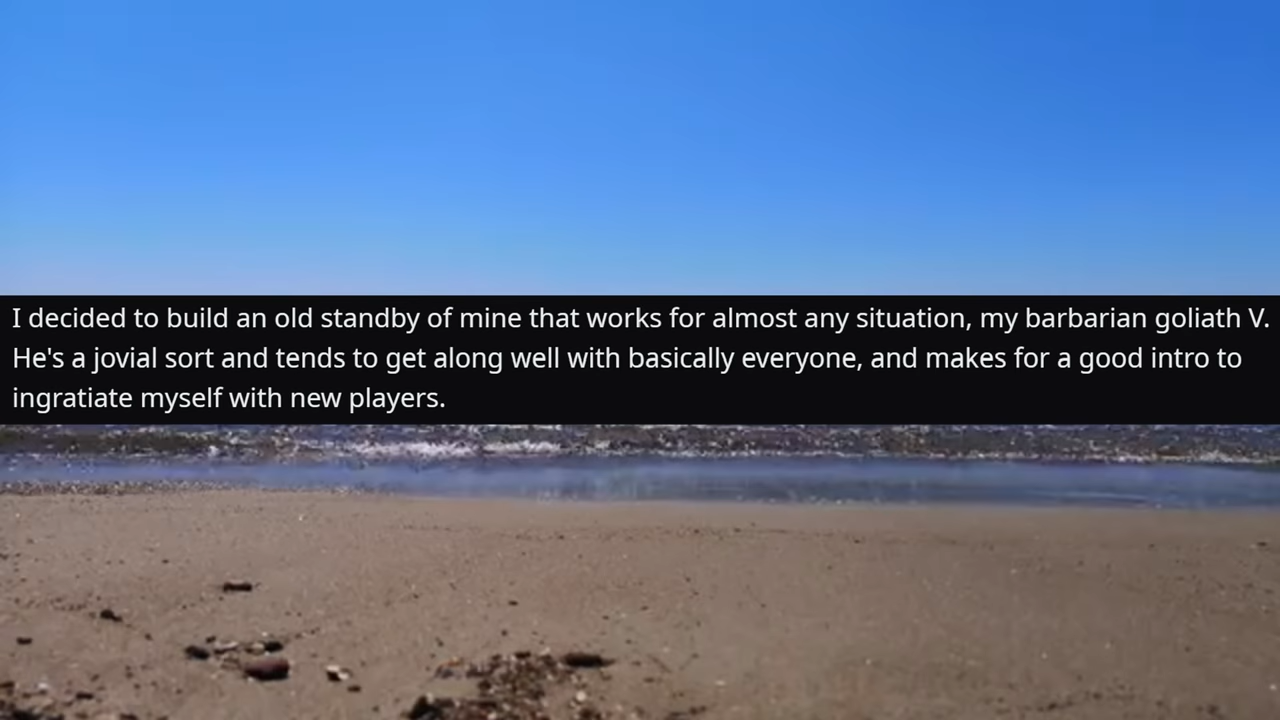 I decided to build an old standby of mine that works for almost any situation, my barbarian goliath V.
He's a jovial sort and tends to get along well with basically everyone, and makes for a good intro to
ingratiate myself with new players.